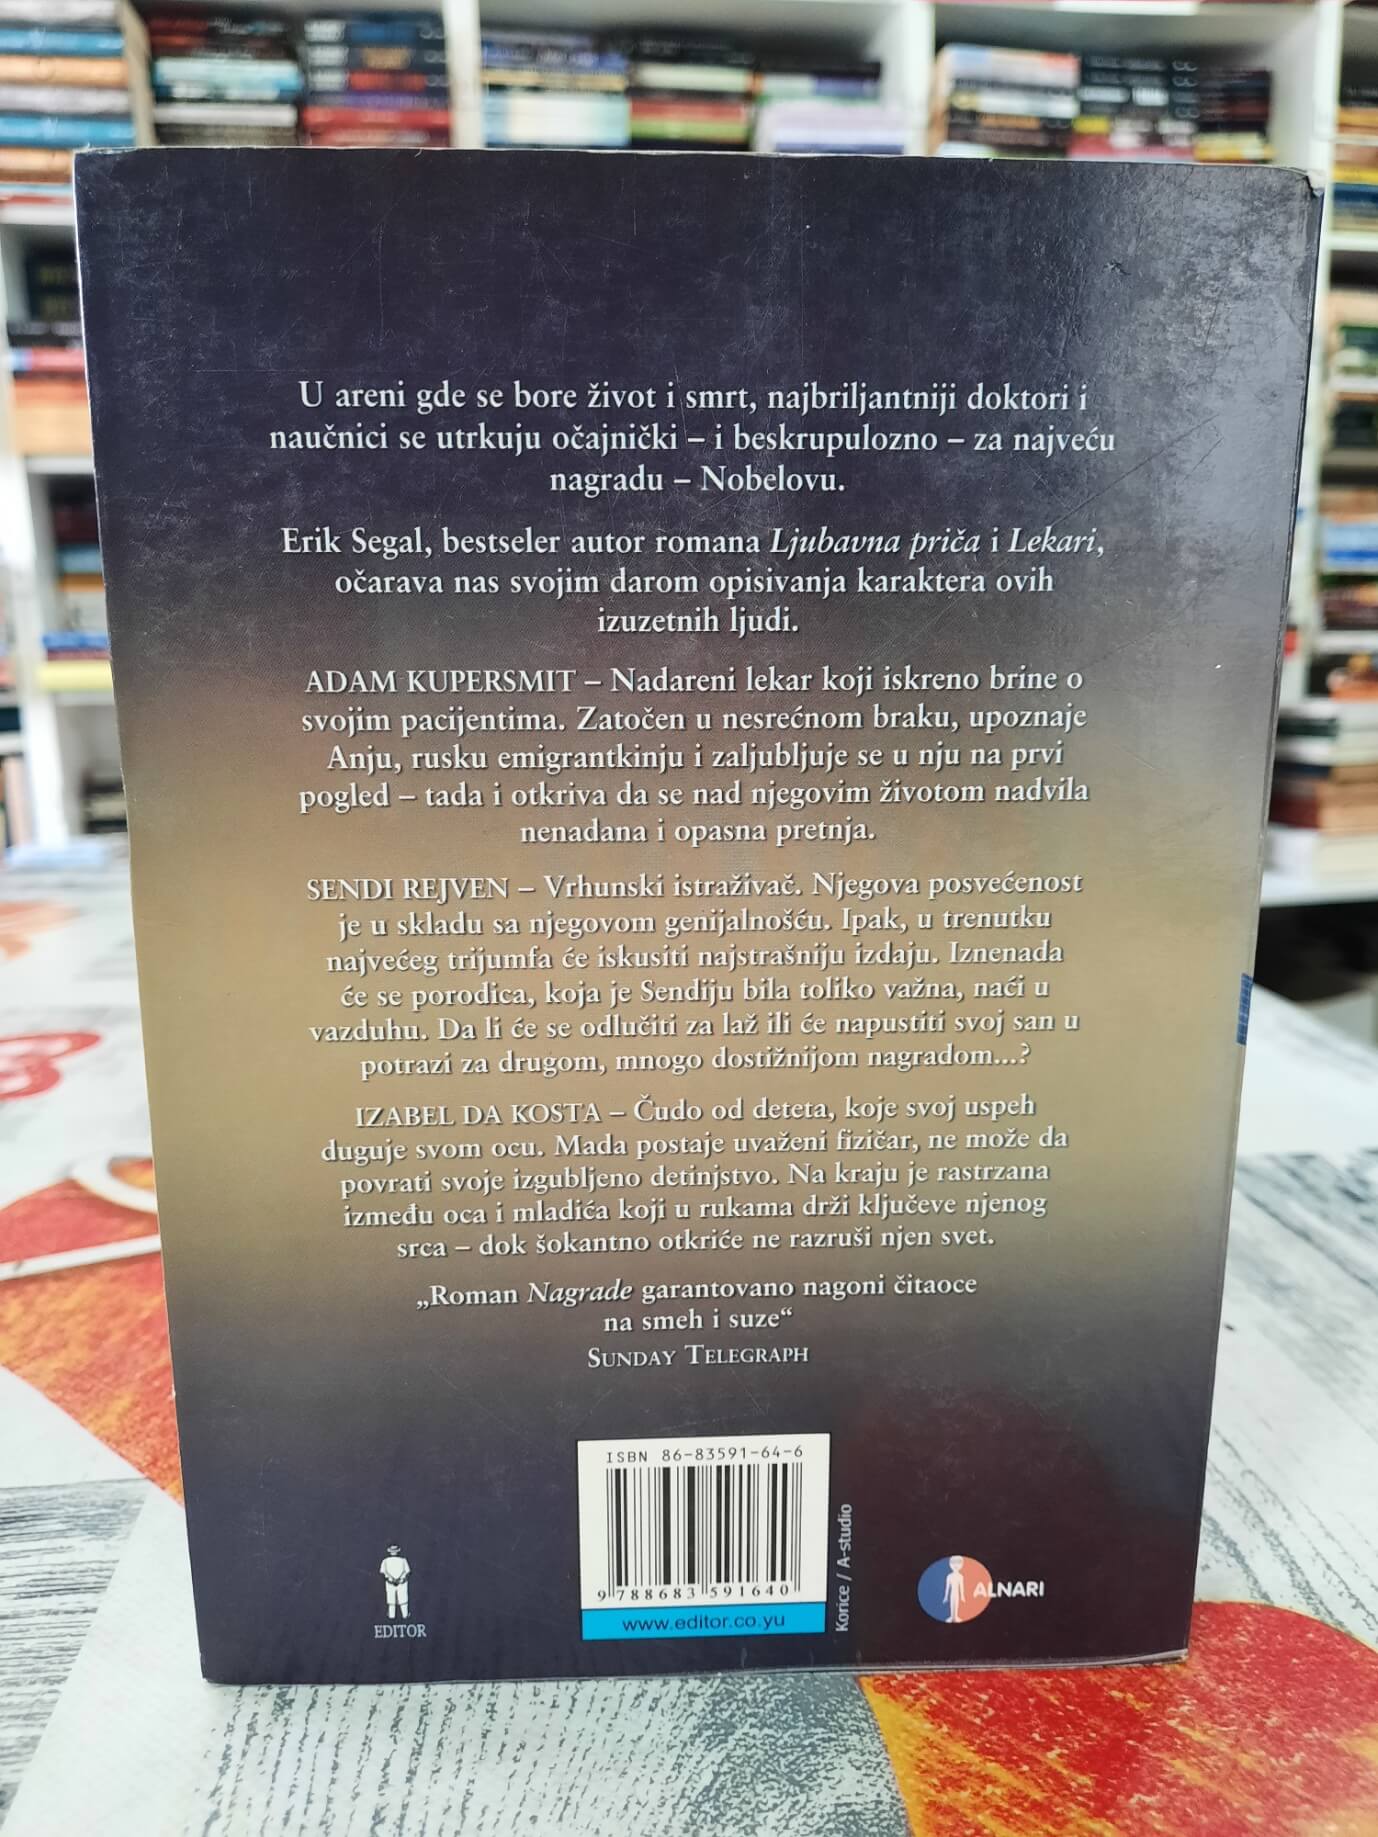 U areni gde se bore život i smrt, najbriljantniji doktori i
naučnici se utrkuju očajnički – i beskrupulozno – za najveću
nagradu – Nobelovu.
Erik Segal, bestseler autor romana Ljubavna priča i Lekari,
očarava nas svojim darom opisivanja karaktera ovih
izuzetnih ljudi.
ADAM KUPERSMIT – Nadareni lekar koji iskreno brine o
svojim pacijentima. Zatočen u nesrećnom braku, upoznaje
Anju, rusku emigrantkinju i zaljubljuje se u nju na prvi
pogled – tada i otkriva da se nad njegovim životom nadvila
nenadana i opasna pretnja.
SENDI REJVEN – Vrhunski istraživač. Njegova posvećenost
je u skladu sa njegovom genijalnošću. Ipak, u trenutku
najvećeg trijumfa će iskusiti najstrašniju izdaju. Iznenada
će se porodica, koja je Sendiju bila toliko važna, naći u
vazduhu. Da li će se odlučiti za laž ili će napustiti svoj san u
potrazi za drugom, mnogo dostižnijom nagradom...?
IZABEL DA KOSTA – Čudo od deteta, koje svoj uspeh
duguje svom ocu. Mada postaje uvaženi fizičar, ne može da
povrati svoje izgubljeno detinjstvo. Na kraju je rastrzana
između oca i mladića koji u rukama drži ključeve njenog
srca – dok šokantno otkriće ne razruši njen svet.
„Roman Nagrade garantovano nagoni čitaoce
na smeh i suze“
SUNDAY TELEGRAPH
ISBN 86-83591-64-6
9 788683 591640
www.editor.co.yu
EDITOR
Korice / A-studio
ALNARI